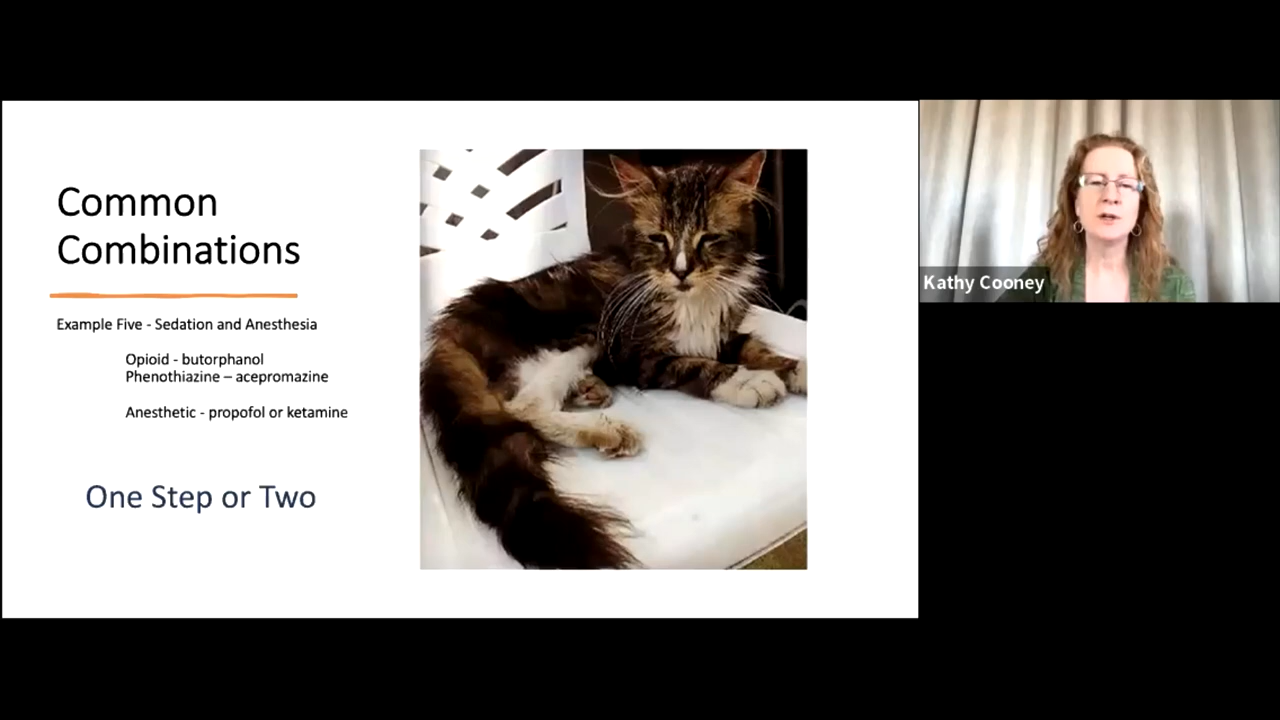 Common
Combinations
Example Five - Sedation and Anesthesia
Opioid - butorphanol
Phenothiazine – acepromazine
Anesthetic - propofol or ketamine
One Step or Two
Kathy Cooney